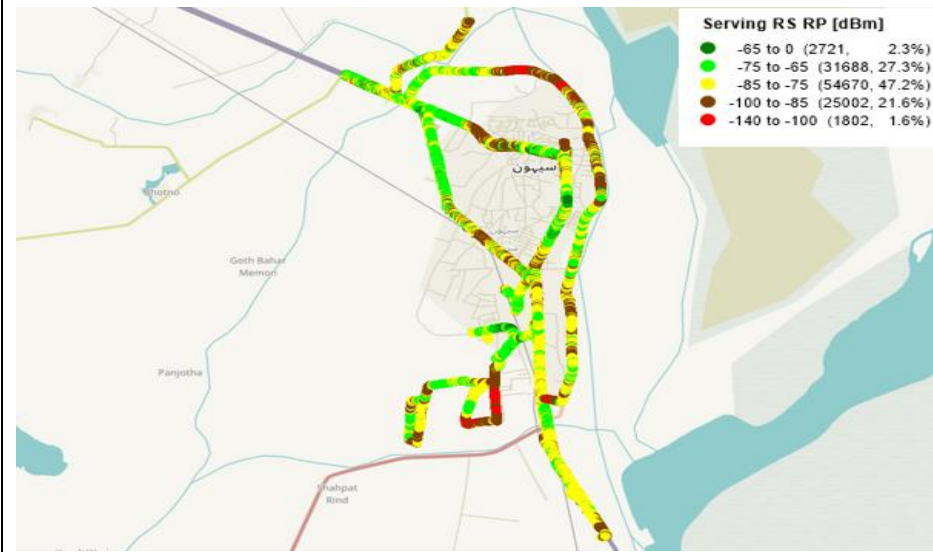 Serving RS RP [dBm]
-65 to 0 (2721, 2.3%)
-75 to -65 (31688, 27.3%)
-85 to -75 (54670, 47.2%)
-100 to -85 (25002, 21.6%)
-140 to -100 (1802, 1.6%)
سيهون
Bhotno
سيهون
Goth Bahar
Memon
Panjotha
Shahpat
Rind